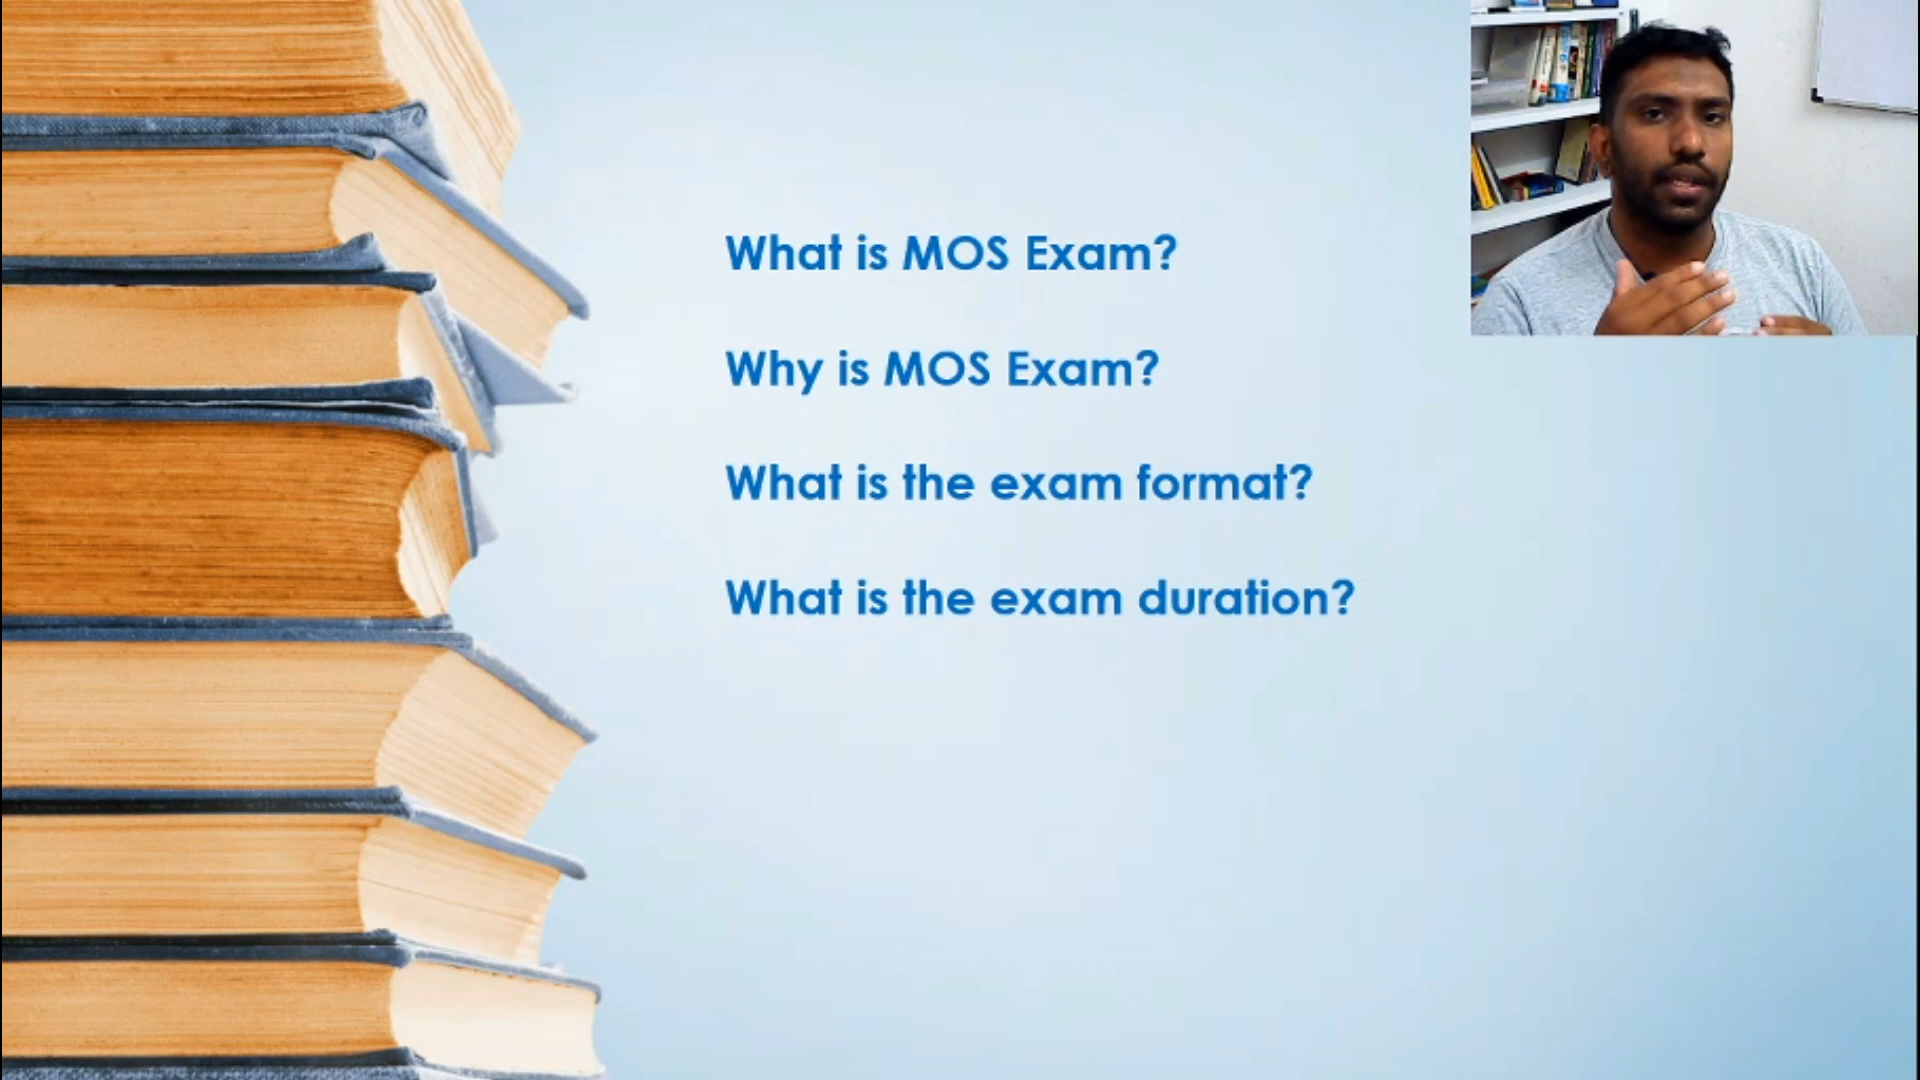 What is MOS Exam?
Why is MOS Exam?
What is the exam format?
What is the exam duration?